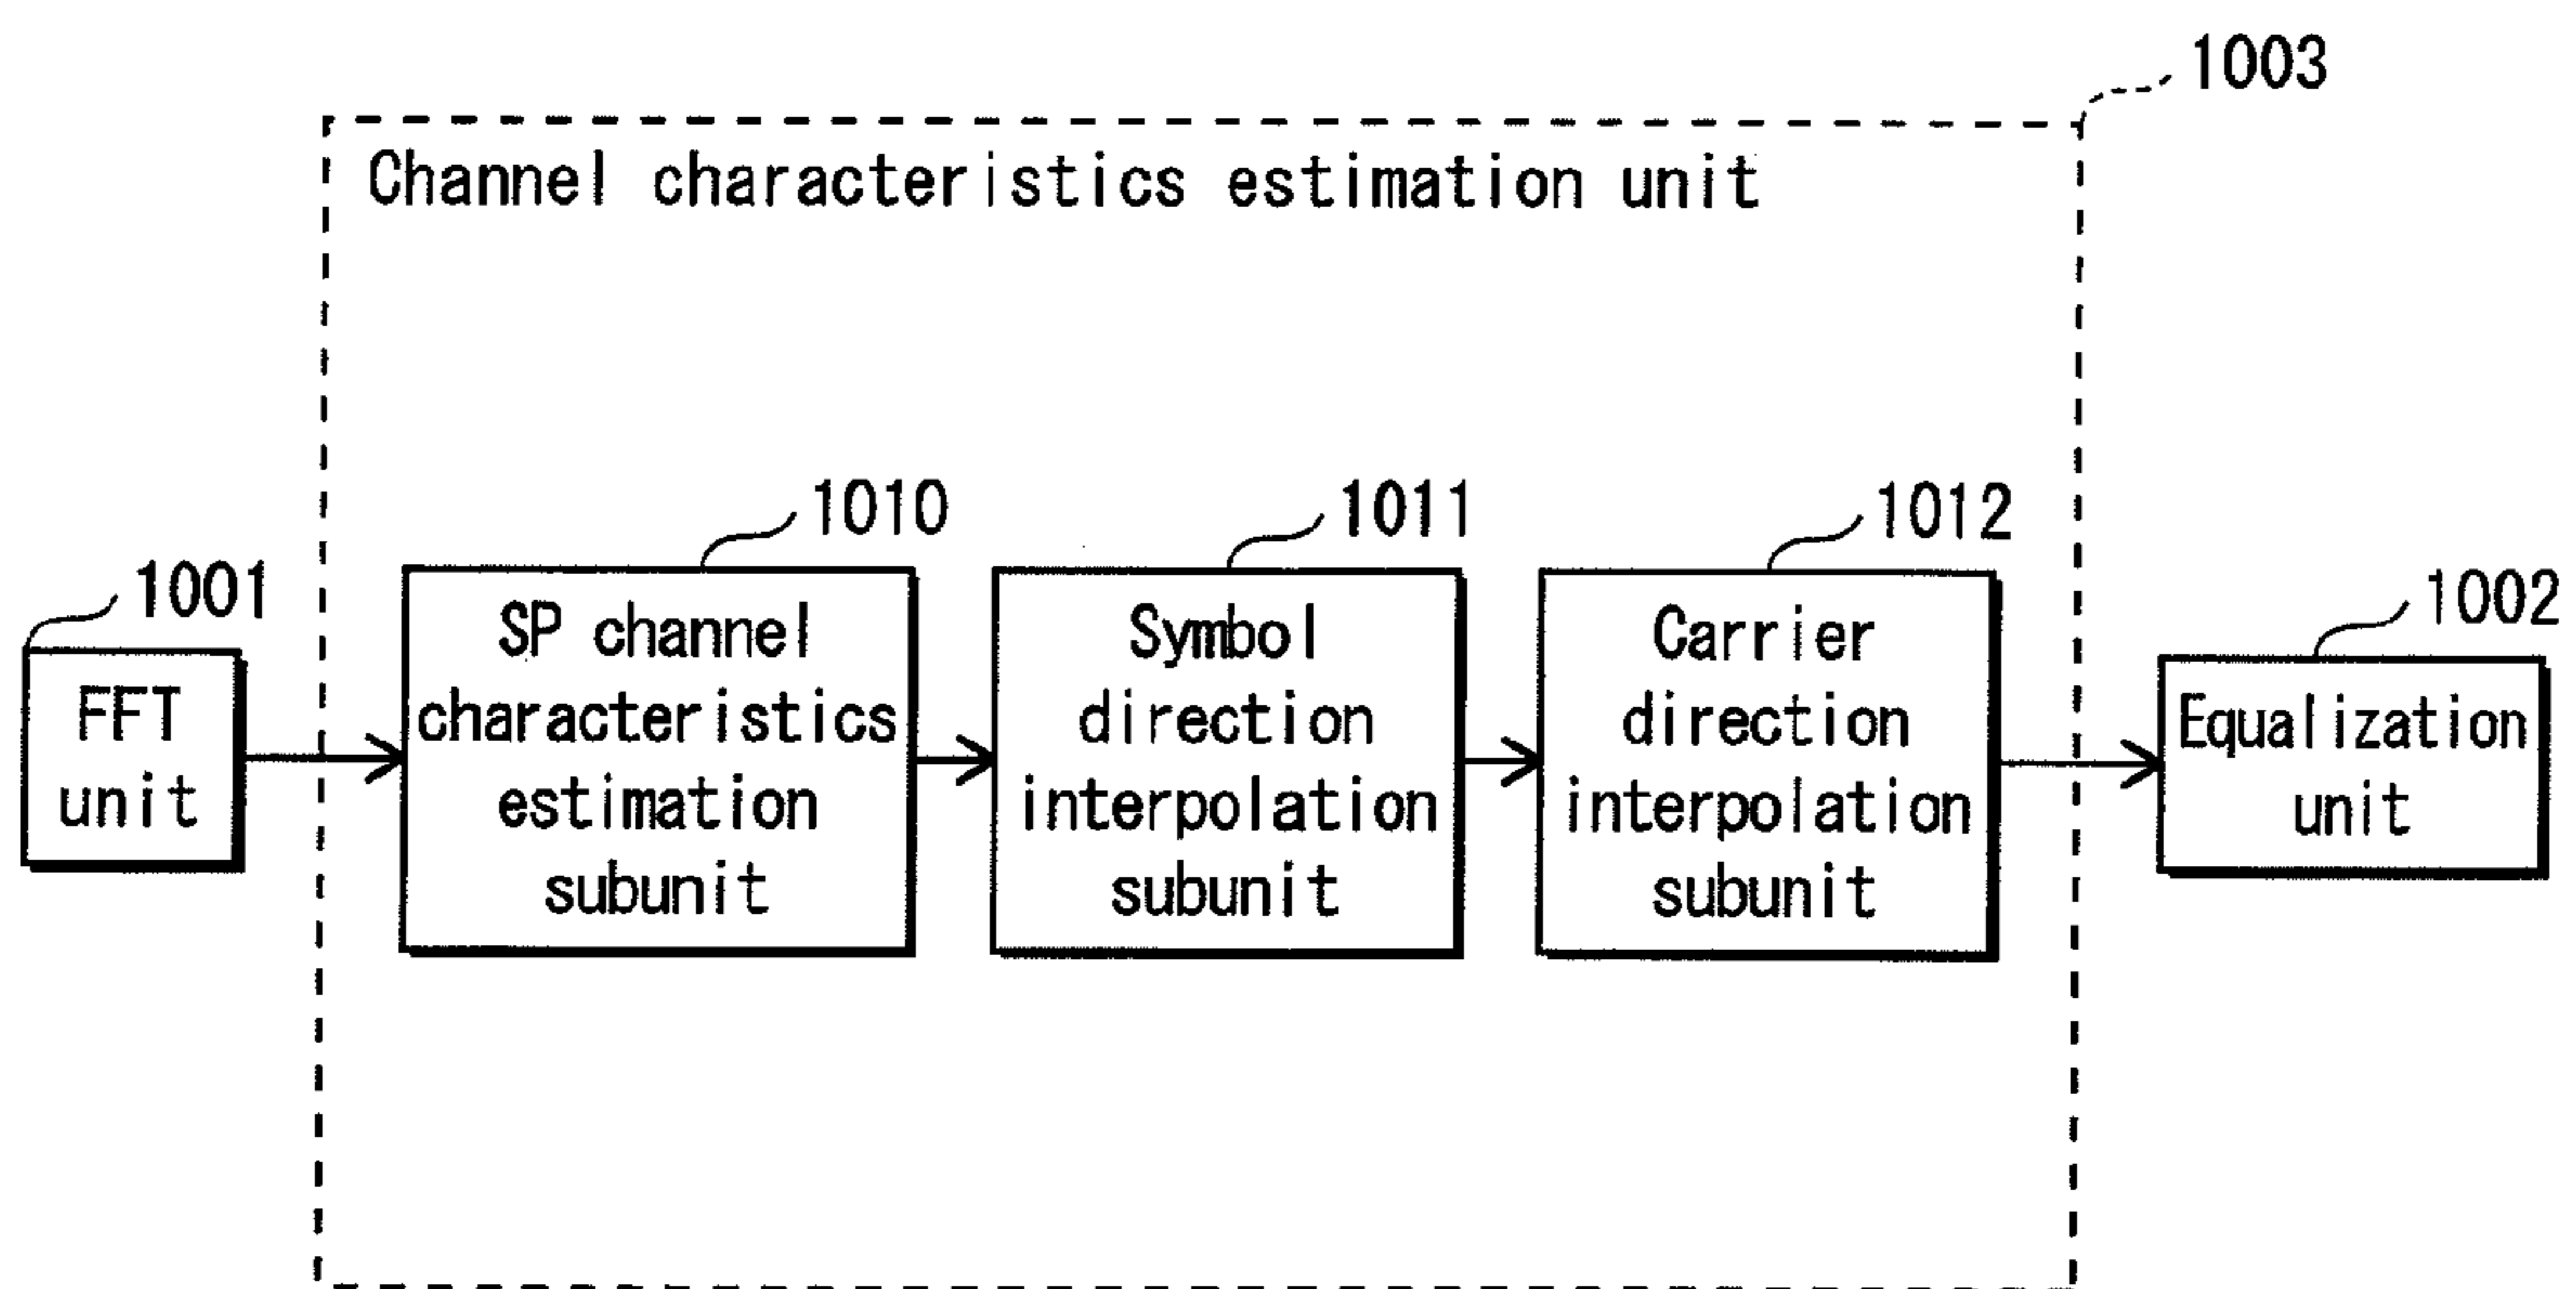 1003
Channel characteristics estimation unit
1001
FFT
unit
1010
SP channel
characteristics
estimation
subunit
1011
Symbol
direction
interpolation
subunit
1012
Carrier
direction
interpolation
subunit
1002
Equalization
unit